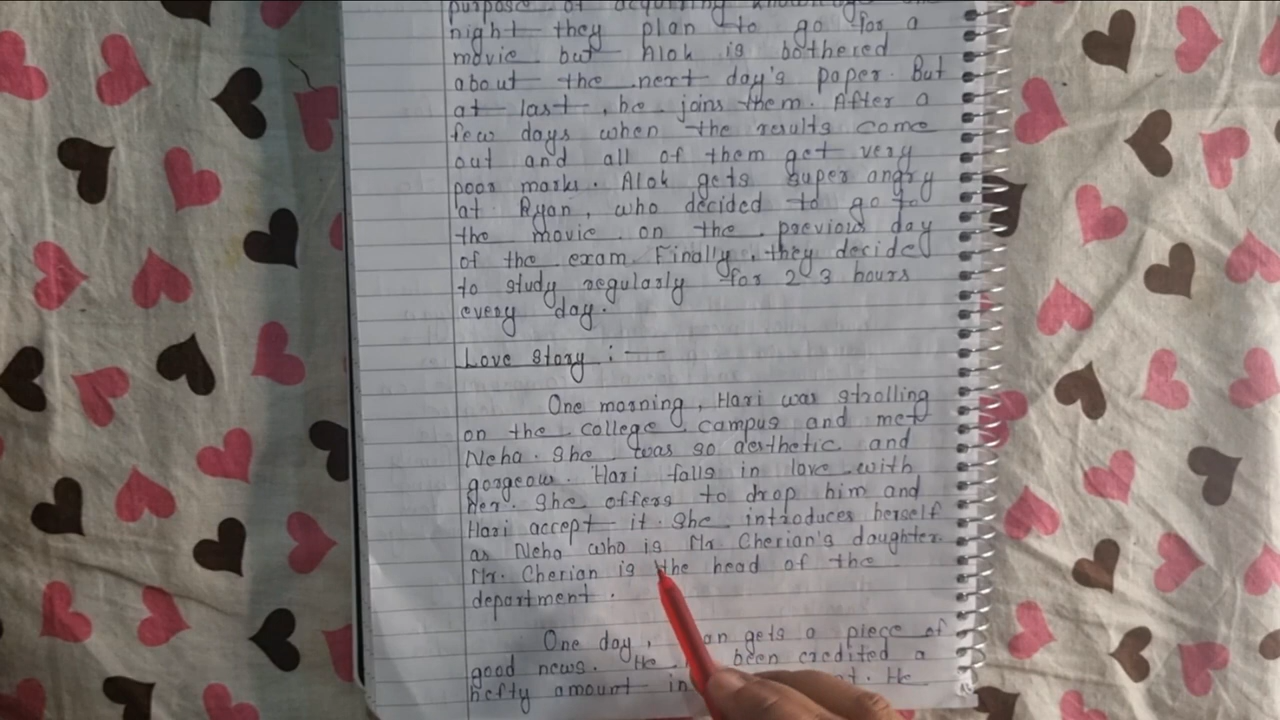 purpose of acquiring
night they plan to go for a
movie but Alok is bothered
about the next day's paper. But
at last, he joins them. After a
few days when the results come
out and all of them get very
poor marks. Alok gets super angry
at Ryan, who decided to go to
the movie on the previous day
of the exam Finally, they decide
to study regularly for 2-3 hours
every day.
Love Story :—
One morning, Hari was strolling
on the college campus and met
Neha. She was so aesthetic and
gorgeous. Hari falls in love with
her. She offers to drop him and
Hari accept it. She introduces herself
as Neha who is Mr. Cherian's daughter.
Mr. Cherian is the head of the
department.
One day, gets a piece of
good news. He been credited a
hefty amount in He